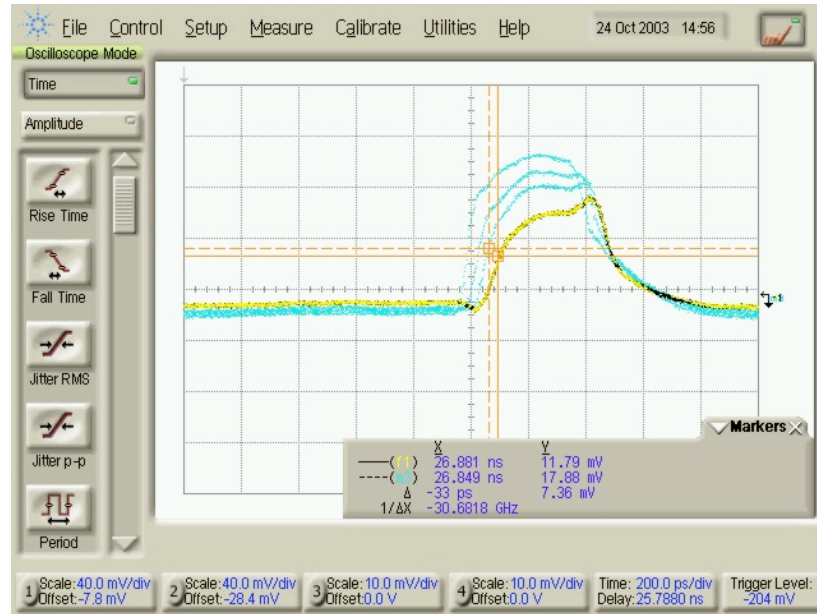 File Control Setup Measure Calibrate Utilities Help 24 Oct 2003 14:56
Oscilloscope Mode
Time
Amplitude
Rise Time
Fall Time
Jitter RMS
Jitter p-p
Period
Markers
X Y
(f1) 26.881 ns 11.79 mV
26.849 ns 17.88 mV
Δ -33 ps 7.36 mV
1/ΔX -30.6818 GHz
1 Scale:40.0 mV/div Offset:-7.8 mV
2 Scale:40.0 mV/div Offset:-28.4 mV
3 Scale:10.0 mV/div Offset:0.0 V
4 Scale:10.0 mV/div Offset:0.0 V
Time: 200.0 ps/div Delay:25.7880 ns
Trigger Level: -204 mV